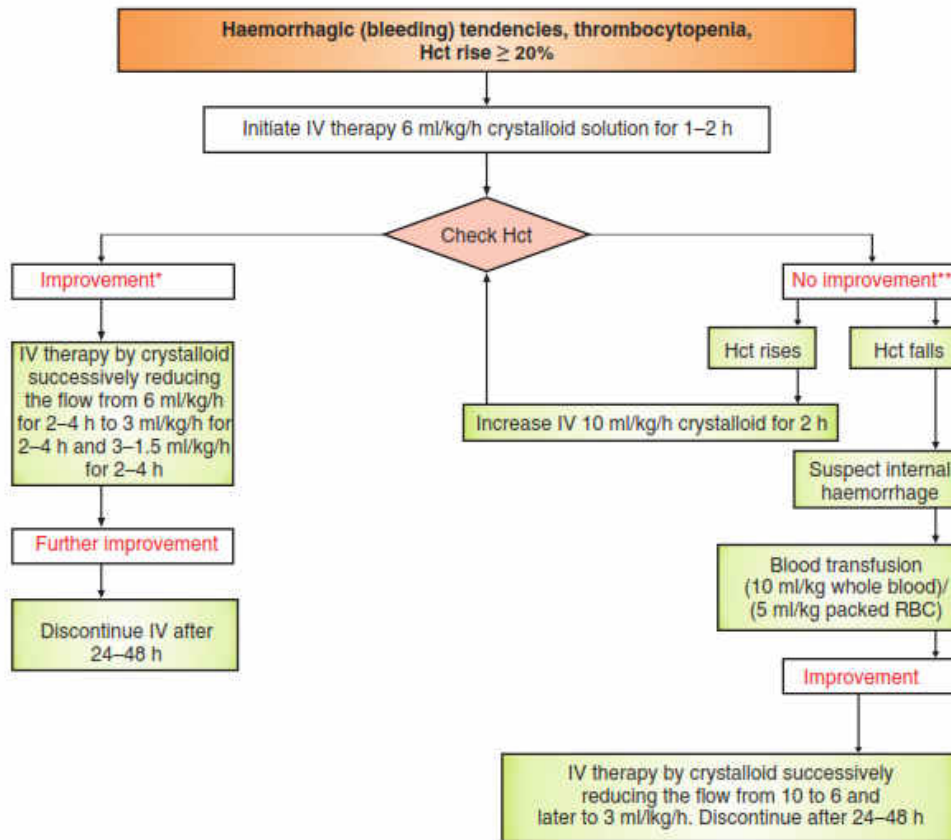 Haemorrhagic (bleeding) tendencies, thrombocytopenia,
Hct rise ≥ 20%
Initiate IV therapy 6 ml/kg/h crystalloid solution for 1–2 h
Check Hct
Improvement*
No improvement**
IV therapy by crystalloid
successively reducing
the flow from 6 ml/kg/h
for 2–4 h to 3 ml/kg/h for
2–4 h and 3–1.5 ml/kg/h
for 2–4 h
Hct rises
Hct falls
Increase IV 10 ml/kg/h crystalloid for 2 h
Suspect internal
haemorrhage
Further improvement
Blood transfusion
(10 ml/kg whole blood)/
(5 ml/kg packed RBC)
Discontinue IV after
24–48 h
Improvement
IV therapy by crystalloid successively
reducing the flow from 10 to 6 and
later to 3 ml/lkg/h. Discontinue after 24–48 h